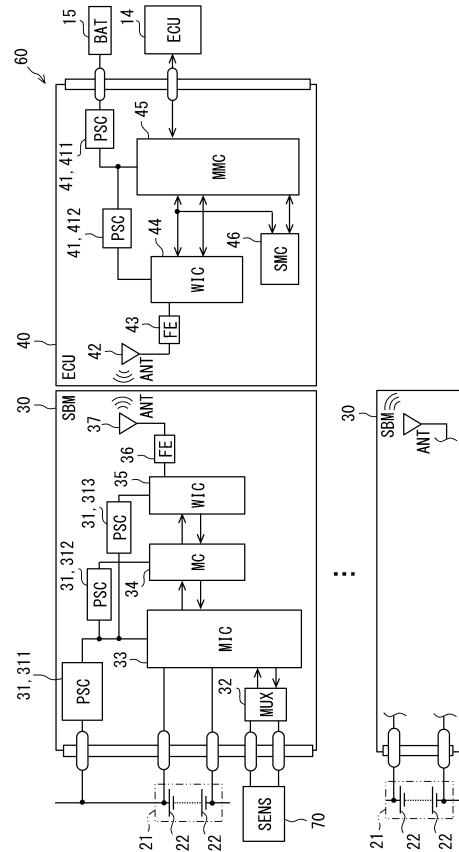 60
40
ECU
42
ANT
43
FE
44
WIC
41, 412
PSC
41, 411
PSC
45
MMC
46
SMC
15
BAT
14
ECU
30
SBM
31, 311
PSC
31, 312
PSC
31, 313
PSC
33
MIC
34
MC
35
WIC
36
FE
37
ANT
32
MUX
21
22
22
SENS
70
30
SBM
ANT
21
22
22